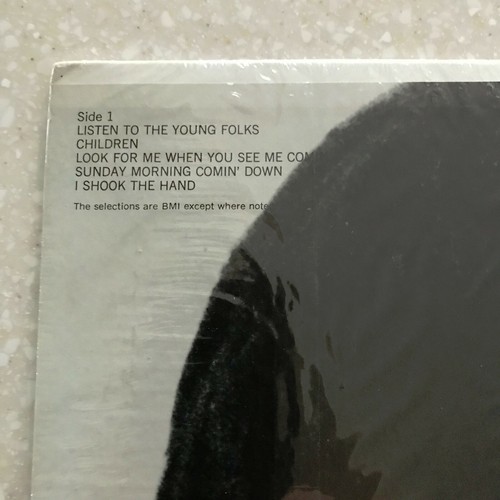 Side 1
LISTEN TO THE YOUNG FOLKS
CHILDREN
LOOK FOR ME WHEN YOU SEE ME
SUNDAY MORNING COMIN' DOWN
I SHOOK THE HAND
The selections are BMI except where